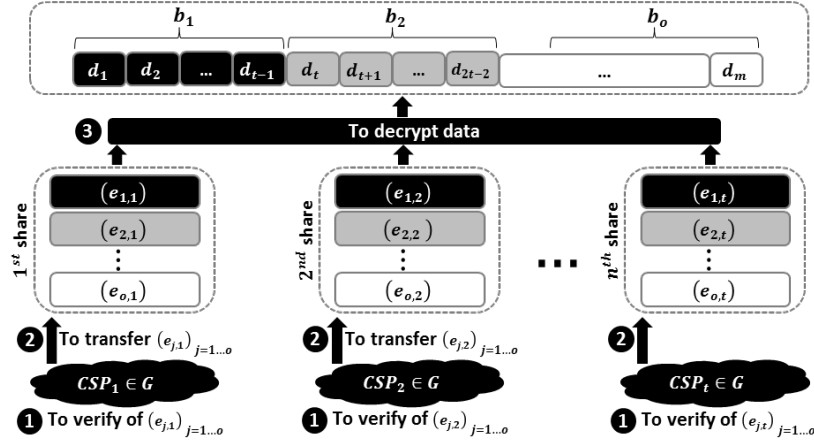 b₁ b₂ bₒ
d₁ d₂ ... dₜ₋₁ dₜ dₜ₊₁ ... d₂ₜ₋₂ ... dₘ
3 To decrypt data
1ˢᵗ share
(e₁,₁)
(e₂,₁)
⋮
(eₒ,₁)
2ⁿᵈ share
(e₁,₂)
(e₂,₂)
⋮
(eₒ,₂)
...
nᵗʰ share
(e₁,ₜ)
(e₂,ₜ)
⋮
(eₒ,ₜ)
2 To transfer (eⱼ,₁) j=1...o
2 To transfer (eⱼ,₂) j=1...o
2
CSP₁ ∈ G
CSP₂ ∈ G
CSPₜ ∈ G
1 To verify of (eⱼ,₁) j=1...o
1 To verify of (eⱼ,₂) j=1...o
1 To verify of (eⱼ,ₜ) j=1...o